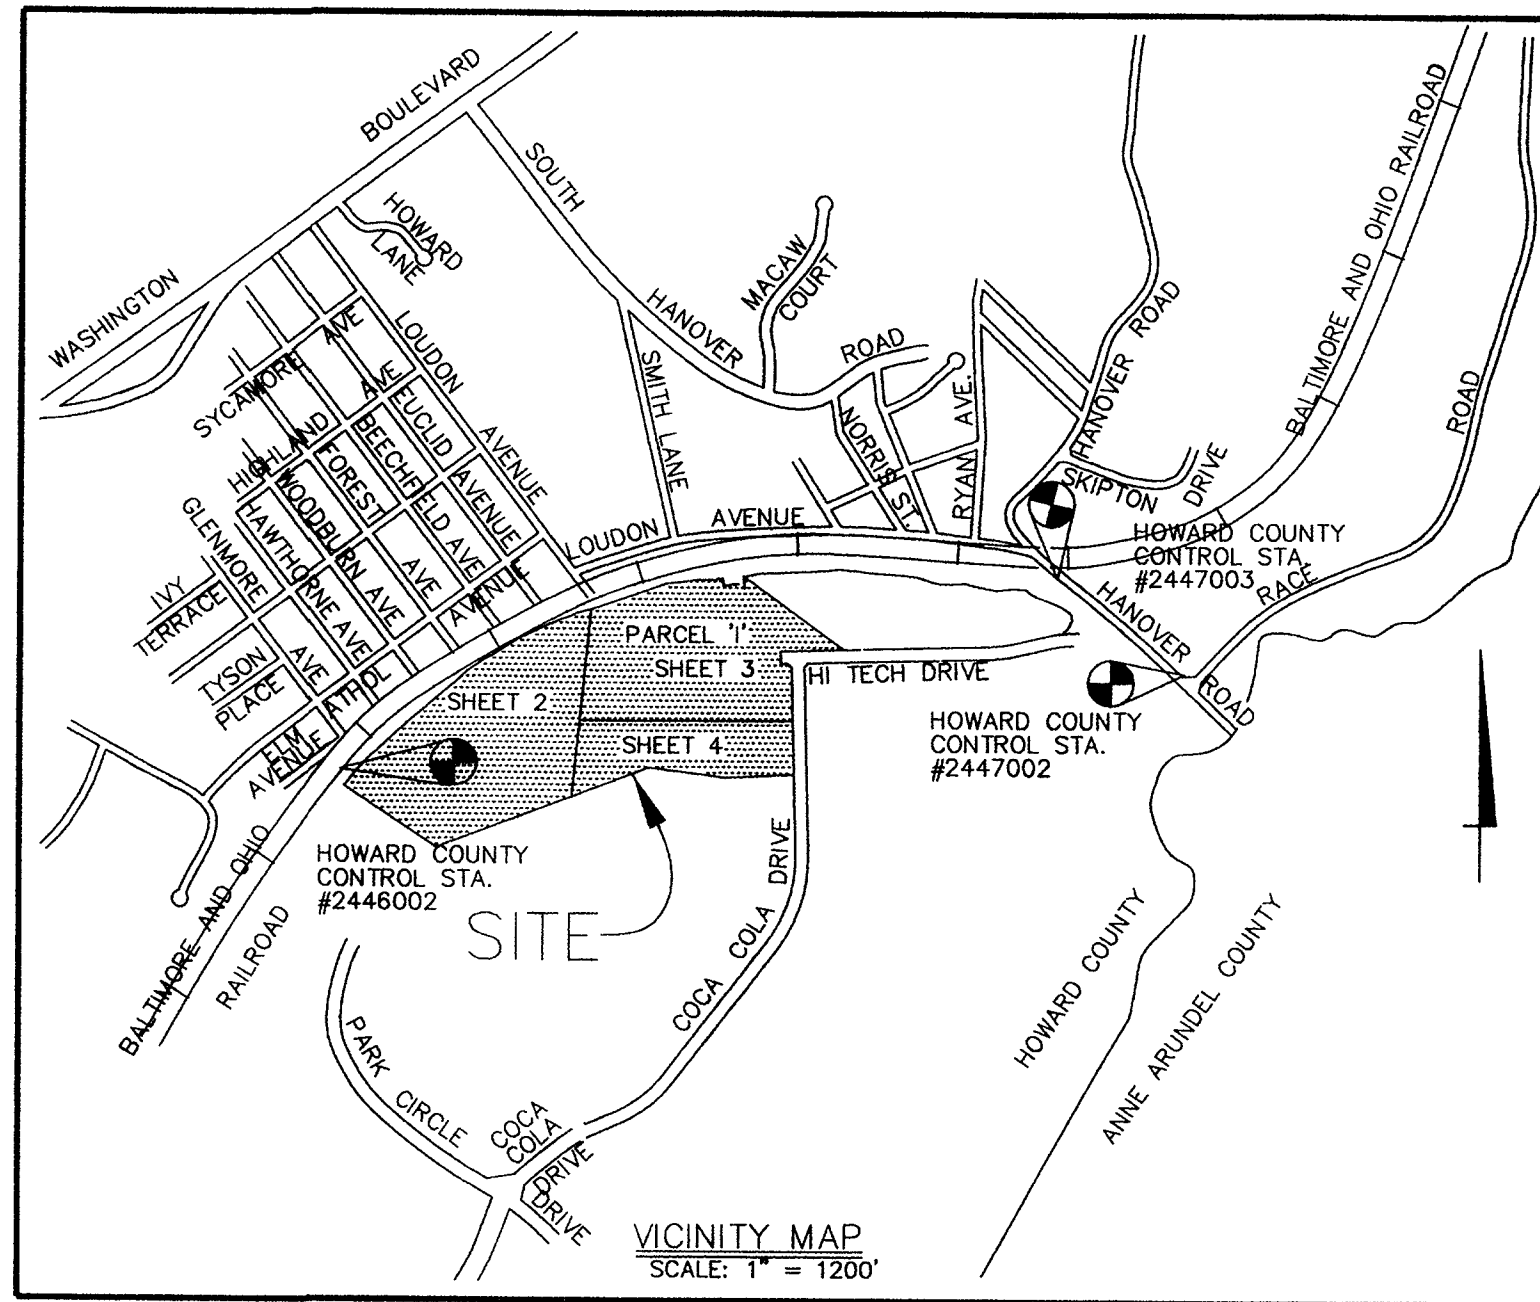 WASHINGTON
BOULEVARD
SOUTH
HANOVER
ROAD
HOWARD
LANE
MACAW
COURT
SMITH LANE
LOUDON
AVENUE
SYCAMORE AVE
HIGHLAND AVE
EUCLID AVENUE
BEECHFIELD AVE
FOREST
AVE
WOODBURN AVE
HAWTHORNE AVE
GLENMORE
AVE
IVY
TERRACE
TYSON
PLACE
ELM
AVENUE
ATHOL
AVENUE
LOUDON AVENUE
NORRIS ST.
RYAN AVE.
HANOVER ROAD
SKIPTON
DRIVE
BALTIMORE AND OHIO RAILROAD
RACE
ROAD
HOWARD COUNTY
CONTROL STA.
#2447003
HANOVER
ROAD
PARCEL '1'
SHEET 3
SHEET 2
SHEET 4
HI TECH DRIVE
HOWARD COUNTY
CONTROL STA.
#2447002
HOWARD COUNTY
CONTROL STA.
#2446002
SITE
BALTIMORE AND OHIO
RAILROAD
COCA COLA DRIVE
PARK CIRCLE
DRIVE
COCA
COLA
DRIVE
HOWARD COUNTY
ANNE ARUNDEL COUNTY
VICINITY MAP
SCALE: 1" = 1200'